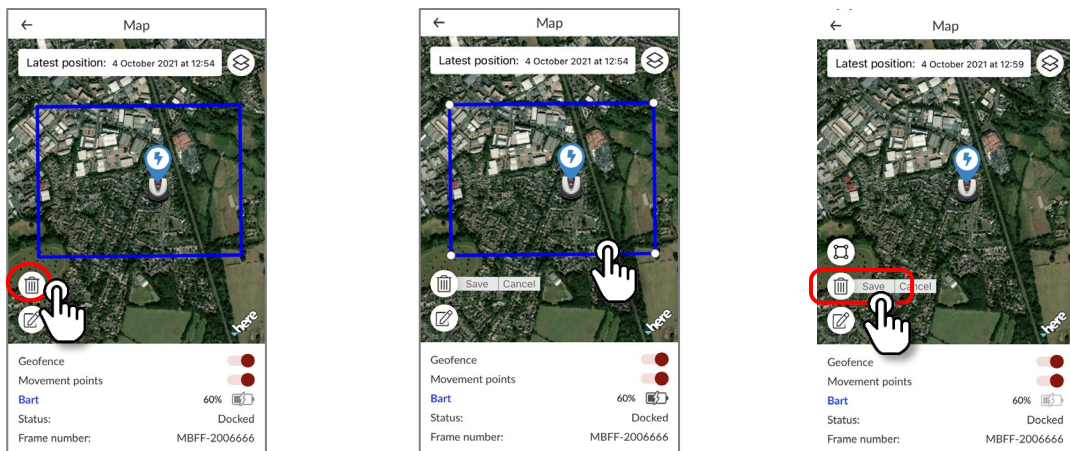 Map
Latest position: 4 October 2021 at 12:54
here
Geofence
Movement points
Bart 60%
Status: Docked
Frame number: MBFF-2006666
Map
Latest position: 4 October 2021 at 12:54
Save Cancel
here
Geofence
Movement points
Bart 60%
Status: Docked
Frame number: MBFF-2006666
Map
Latest position: 4 October 2021 at 12:59
Save Cancel
here
Geofence
Movement points
Bart 60%
Status: Docked
Frame number: MBFF-2006666